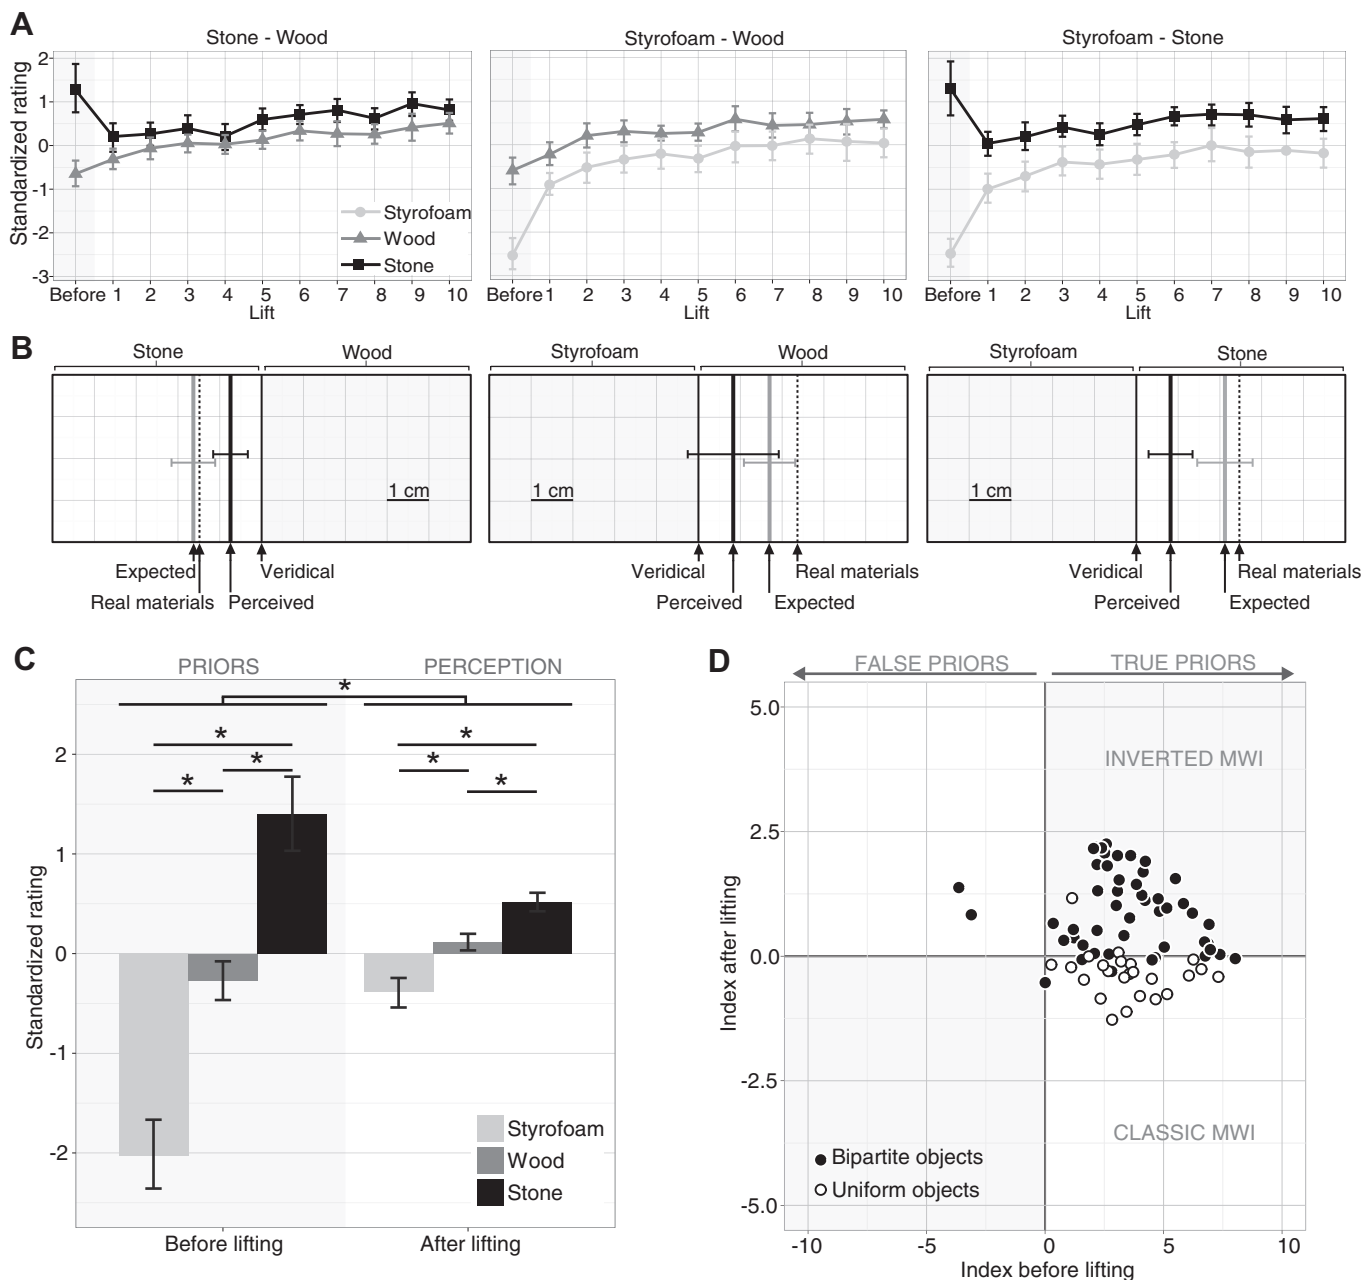 A
Stone - Wood
Styrofoam - Wood
Styrofoam - Stone
Standardized rating
2
1
0
-1
-2
-3
Styrofoam
Wood
Stone
Before 1 2 3 4 5 6 7 8 9 10
Before 1 2 3 4 5 6 7 8 9 10
Before 1 2 3 4 5 6 7 8 9 10
Lift
Lift
Lift
B
Stone Wood
Styrofoam Wood
Styrofoam Stone
1 cm
1 cm
1 cm
Expected Veridical
Real materials Perceived
Veridical Real materials
Perceived Expected
Veridical Real materials
Perceived Expected
C
PRIORS PERCEPTION
*
* *
* * * *
Standardized rating
2
1
0
-1
-2
Styrofoam
Wood
Stone
Before lifting After lifting
D
FALSE PRIORS TRUE PRIORS
Index after lifting
5.0
2.5
0.0
-2.5
-5.0
INVERTED MWI
CLASSIC MWI
Bipartite objects
Uniform objects
-10 -5 0 5 10
Index before lifting